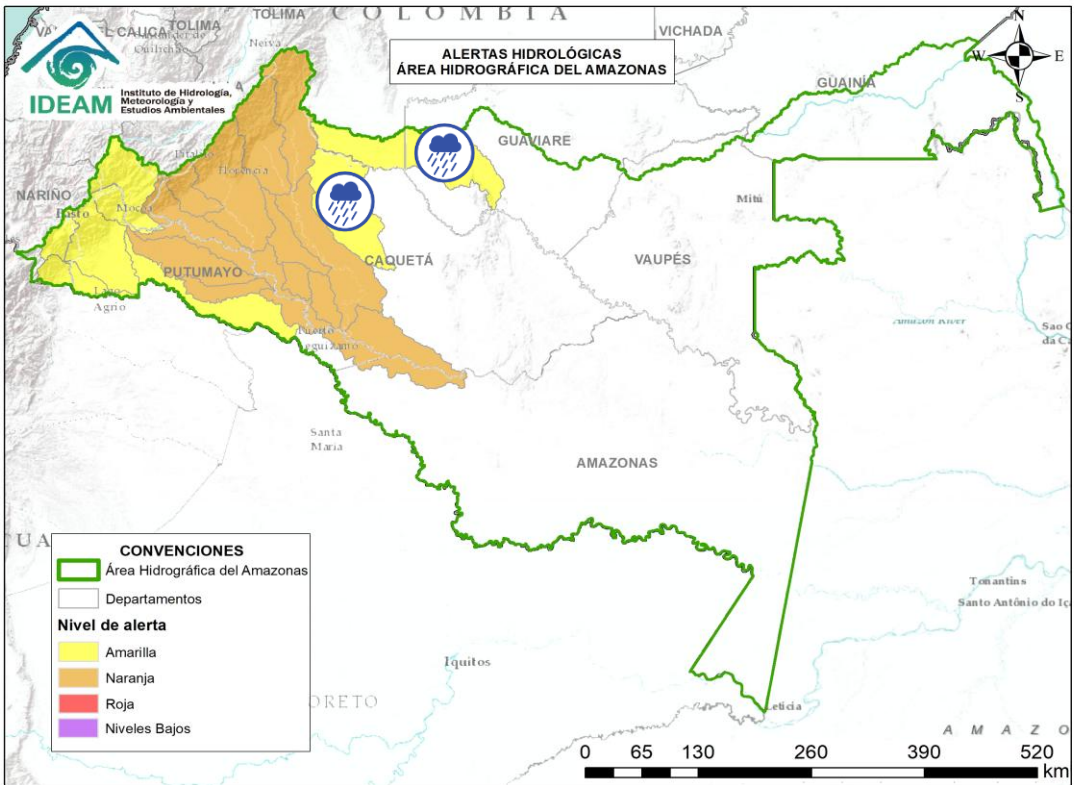 COLOMBIA
TOLIMA
TOLIMA
Neiva
VICHADA
ALERTAS HIDROLÓGICAS
ÁREA HIDROGRÁFICA DEL AMAZONAS
N
W
E
S
IDEAM
Instituto de Hidrología,
Meteorología y
Estudios Ambientales
GUAINÍA
GUAVIARE
Florencia
NARIÑO
Pasto
Mocoa
Mitú
CAQUETÁ
VAUPÉS
PUTUMAYO
Lago
Agrio
Puerto
Amazon River
Santa
Maria
AMAZONAS
CONVENCIONES
Área Hidrográfica del Amazonas
Departamentos
Nivel de alerta
Amarilla
Naranja
Roja
Niveles Bajos
Iquitos
ORETO
Tonantins
Santo Antônio do Iç
Leticia
AMAZO
0 65 130 260 390 520
km